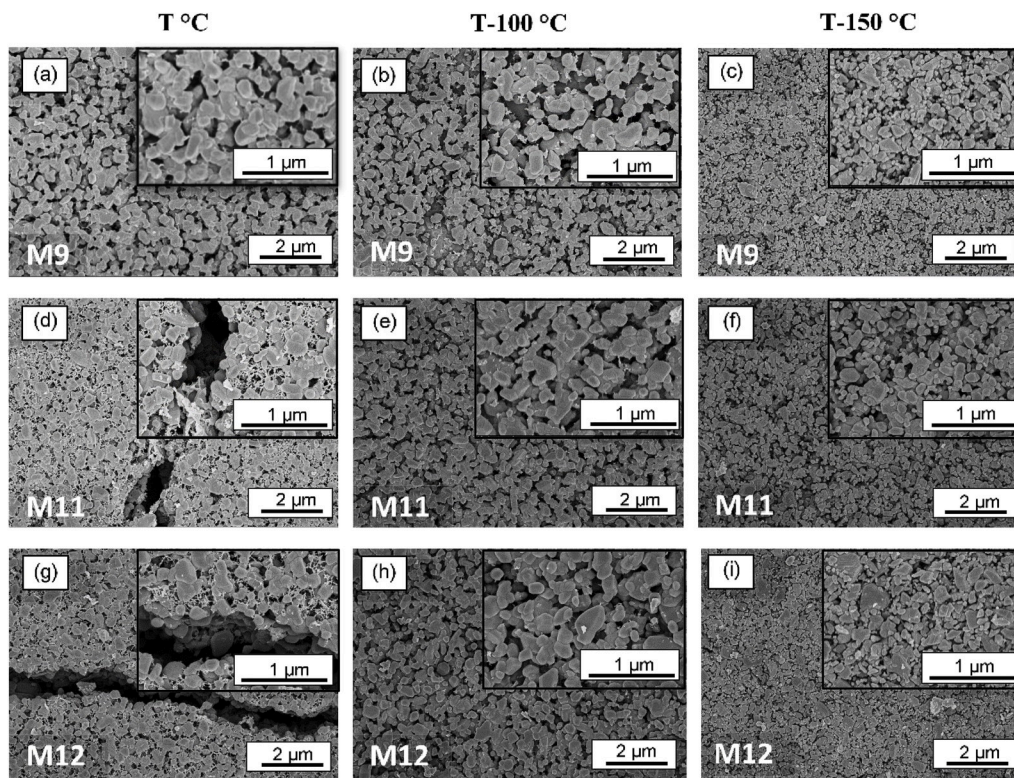 T °C T-100 °C T-150 °C
(a) (b) (c)
1 µm 1 µm 1 µm
2 µm 2 µm 2 µm
M9 M9 M9
(d) (e) (f)
1 µm 1 µm 1 µm
2 µm 2 µm 2 µm
M11 M11 M11
(g) (h) (i)
1 µm 1 µm 1 µm
2 µm 2 µm 2 µm
M12 M12 M12